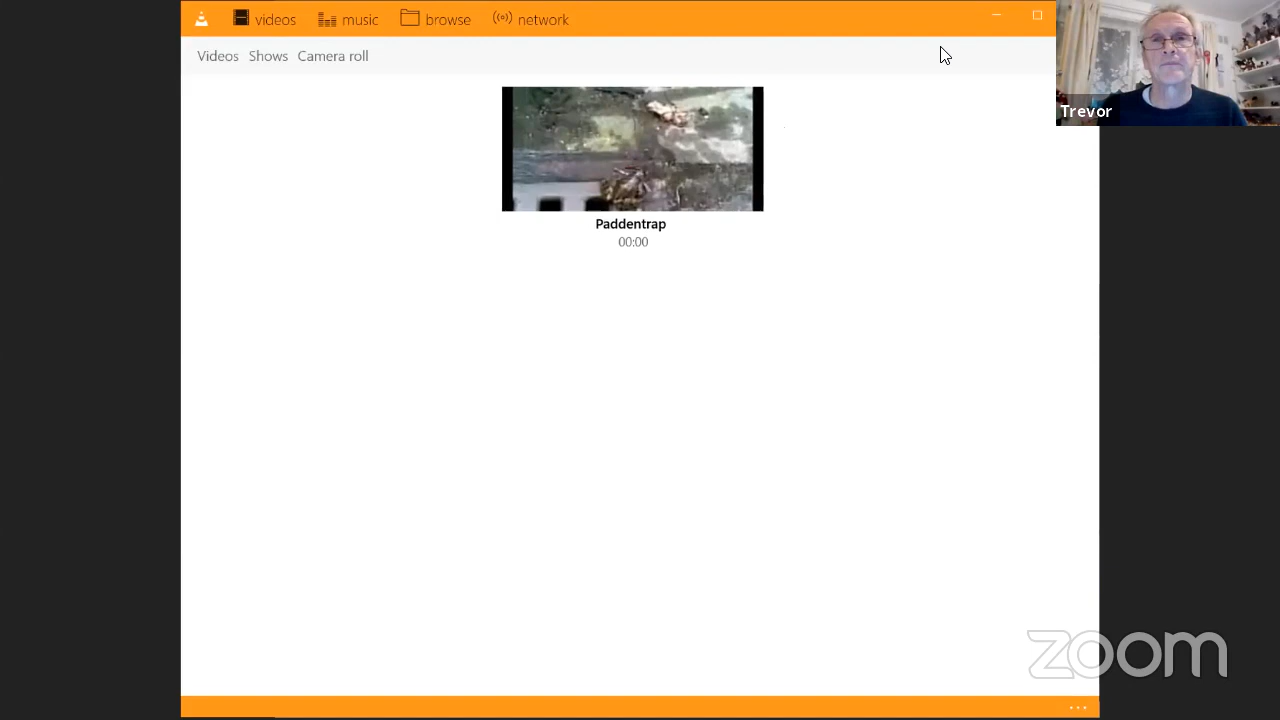 videos music browse network
Videos Shows Camera roll
Trevor
Paddentrap
00:00
zoom